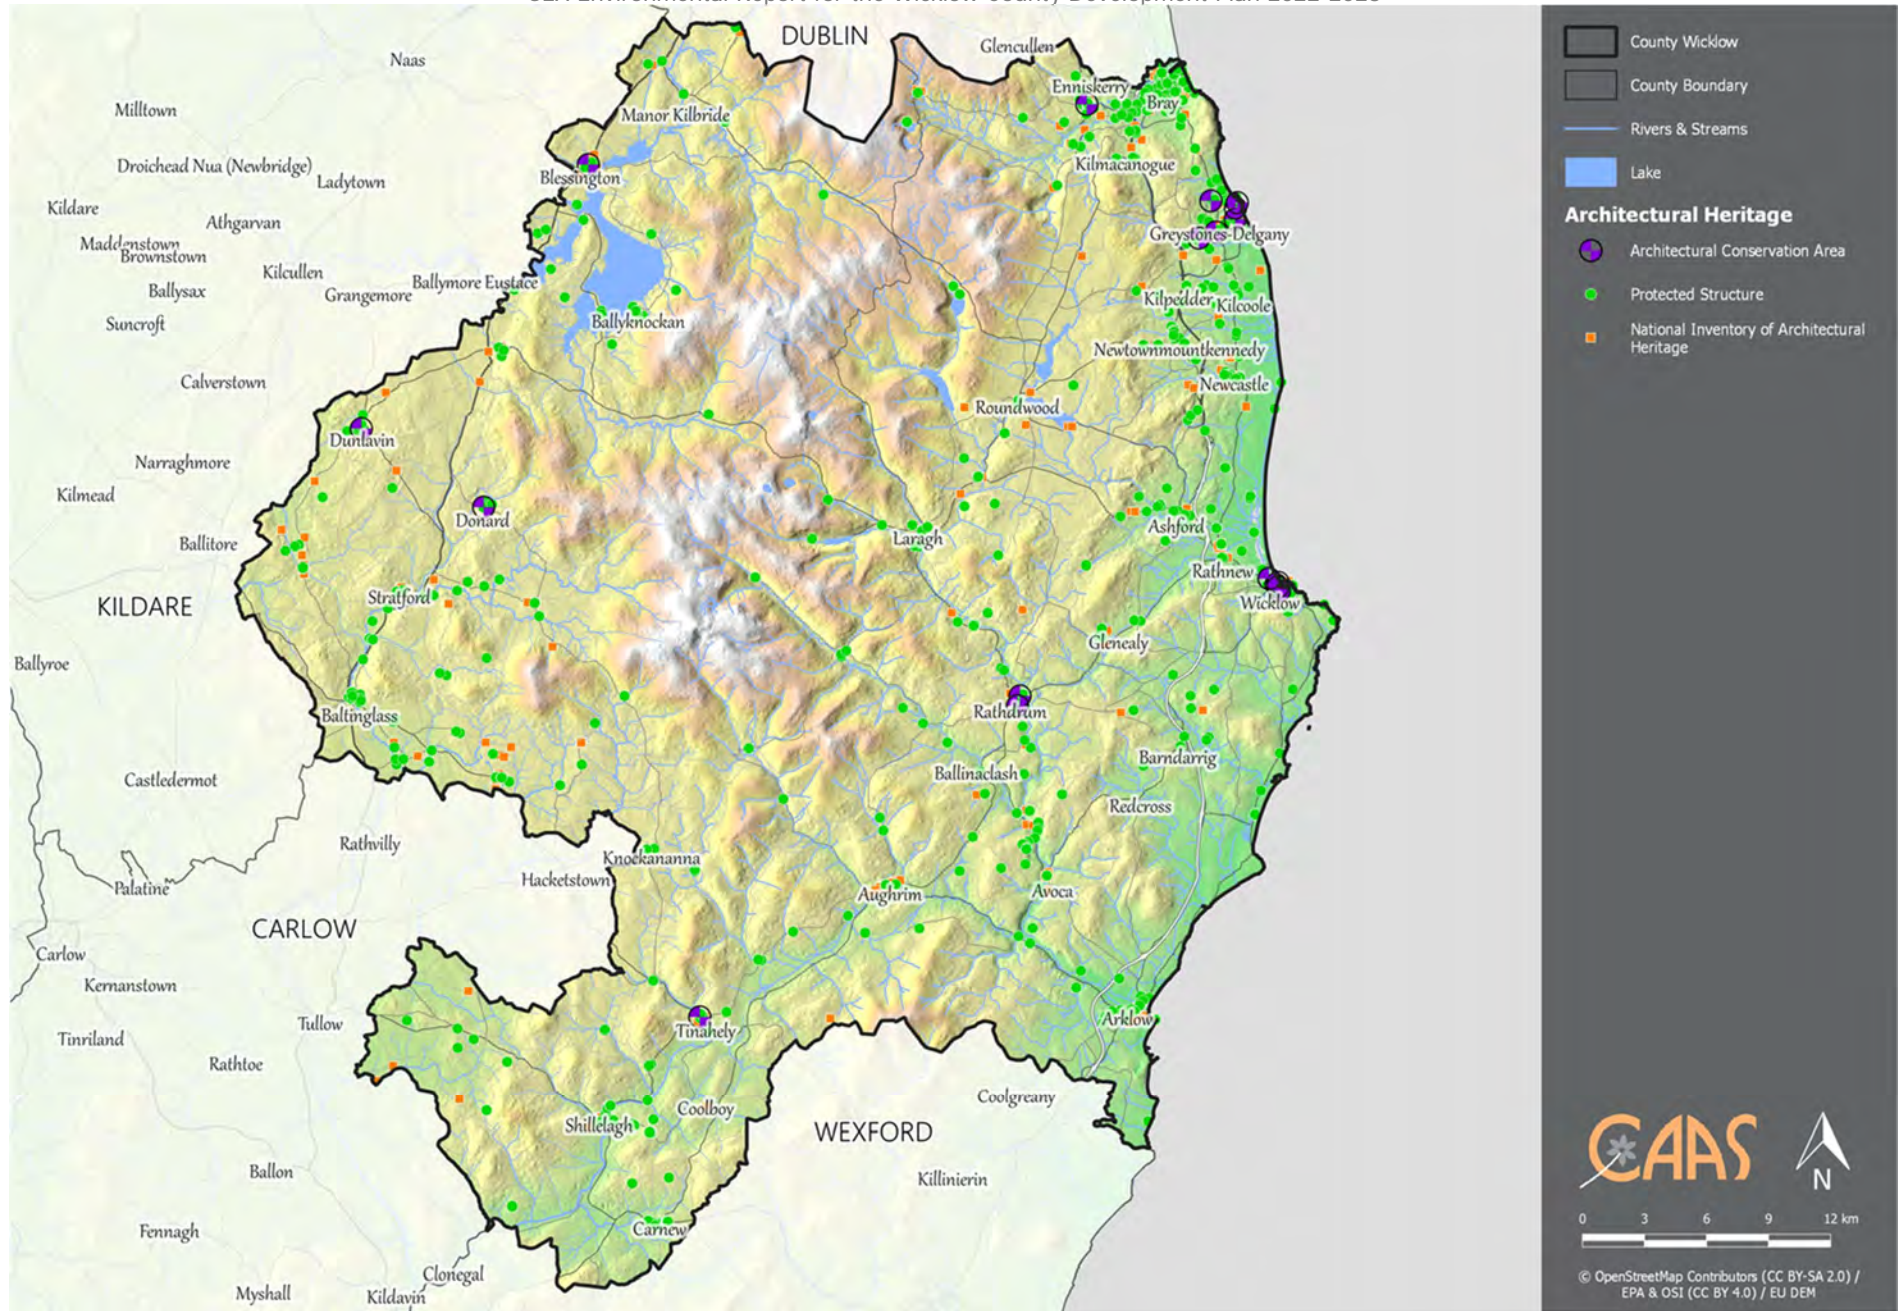 DUBLIN
Glencullen
Naas
Enniskerry
Bray
Milltown
Manor Kilbride
Droichead Nua (Newbridge)
Ladytown
Blessington
Kilmacanogue
Kildare
Athgarvan
Greystones-Delgany
Maddenstown
Brownstown
Kilcullen
Ballymore Eustace
Ballysax
Grangemore
Kilpedder
Kilcoole
Suncroft
Ballyknockan
Newtownmountkennedy
Calverstown
Newcastle
Roundwood
Dunlavin
Narraghmore
Kilmead
Donard
Ashford
Ballitore
Laragh
Rathnew
KILDARE
Stratford
Wicklow
Glenealy
Ballyroe
Rathdrum
Baltinglass
Barndarrig
Castledermot
Ballinaclash
Redcross
Rathvilly
Knockananna
Palatine
Hacketstown
Aughrim
Avoca
CARLOW
Carlow
Kernanstown
Tullow
Arklow
Tinahely
Tinriland
Rathtoe
Coolgreany
Coolboy
Shillelagh
WEXFORD
Ballon
Killinierin
Fennagh
Carnew
Clonegal
Myshall
Kildavin
County Wicklow
County Boundary
Rivers & Streams
Lake
Architectural Heritage
Architectural Conservation Area
Protected Structure
National Inventory of Architectural
Heritage
CAAS
N
0 3 6 9 12 km
© OpenStreetMap Contributors (CC BY-SA 2.0) /
EPA & OSI (CC BY 4.0) / EU DEM